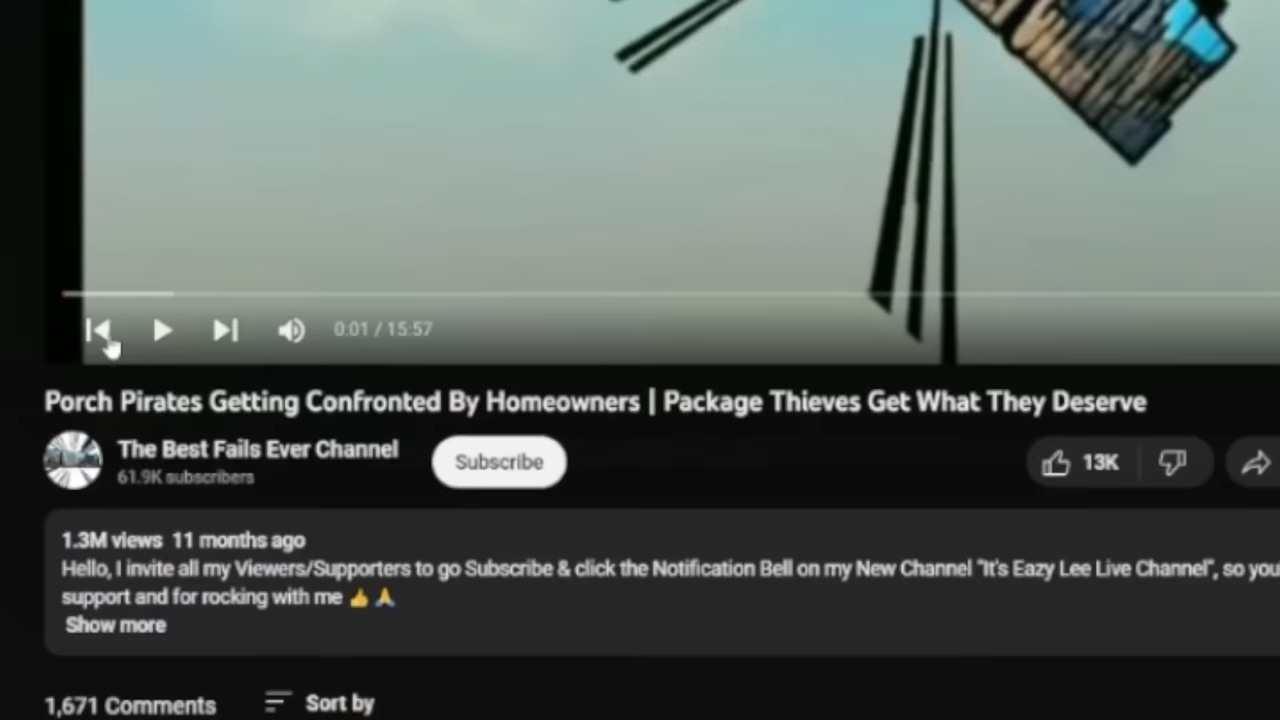 0:01 / 15:57
Porch Pirates Getting Confronted By Homeowners | Package Thieves Get What They Deserve
The Best Fails Ever Channel
61.9K subscribers
Subscribe
13K
1.3M views 11 months ago
Hello, I invite all my Viewers/Supporters to go Subscribe & click the Notification Bell on my New Channel "It's Eazy Lee Live Channel", so you
support and for rocking with me 👍 🙏
Show more
1,671 Comments
Sort by